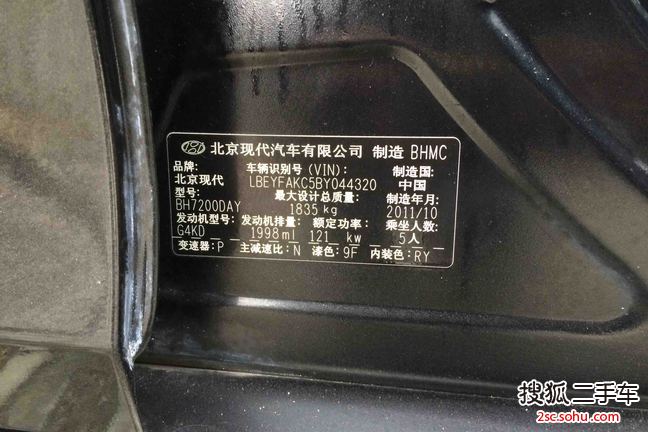 北京现代汽车有限公司 制造 BHMC
品牌: 车辆识别号(VIN): 制造国:
北京现代 LBEYFAKC5BY044320 中国
型号: 最大设计总质量: 制造年月:
BH7200DAY 1835 kg 2011/10
发动机型号: 发动机排量: 额定功率: 乘坐人数:
G4KD 1998 ml 121 kw 5人
变速器:P 主减速比:N 漆色:9F 内装色:RY
搜狐二手车
2sc.sohu.com